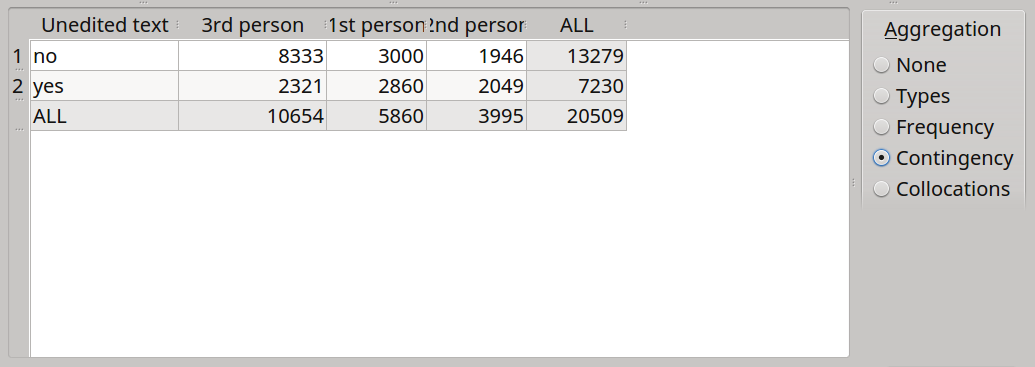 Unedited text 3rd person 1st person 2nd person ALL
1 no 8333 3000 1946 13279
2 yes 2321 2860 2049 7230
ALL 10654 5860 3995 20509
Aggregation
None
Types
Frequency
Contingency
Collocations